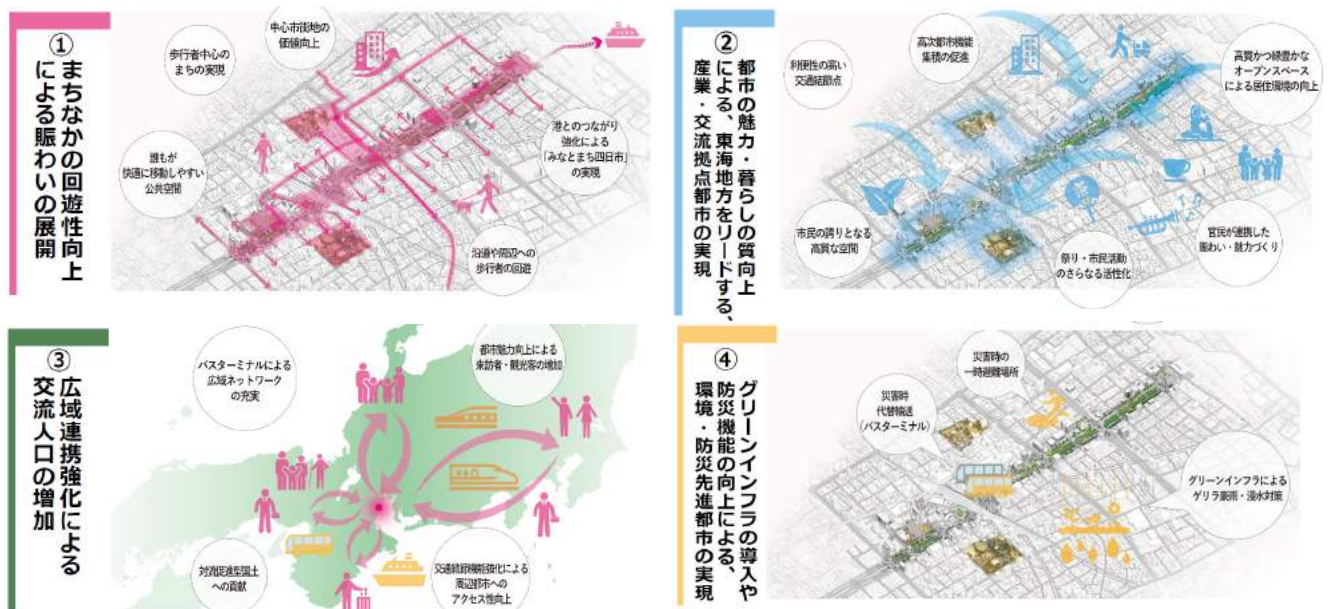 ①
まちなかの回遊性向上
による賑わいの展開
歩行者中心の
まちの実現
中心市街地の
価値向上
誰もが
快適に移動しやすい
公共空間
港とのつながり
強化による
「みなとまち四日市」
の実現
沿道や周辺への
歩行者の回遊
②
都市の魅力・暮らしの質向上
による、東海地方をリードする、
産業・交流拠点都市の実現
利便性の高い
交通結節点
高次都市機能
集積の促進
高質かつ緑豊かな
オープンスペース
による居住環境の向上
市民の誇りとなる
高質な空間
祭り・市民活動
のさらなる活性化
官民が連携した
賑わい・魅力づくり
③
広域連携強化による
交流人口の増加
バスターミナルによる
広域ネットワーク
の充実
都市魅力向上による
来訪者・観光客の増加
対流促進型国土
への貢献
交通結節機能強化による
周辺都市への
アクセス性向上
④
グリーンインフラの導入や
防災機能の向上による、
環境・防災先進都市の実現
災害時の
一時避難場所
災害時
代替輸送
(バスターミナル)
グリーンインフラによる
ゲリラ豪雨・浸水対策